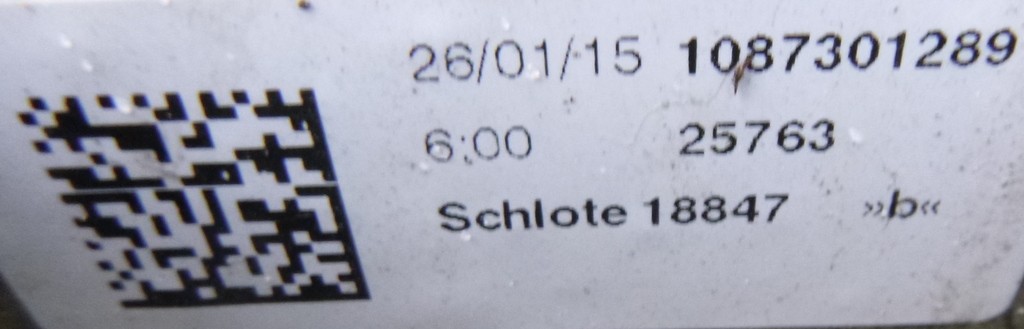 26/01/15 1087301289
6:00 25763
Schlote 18847 »b«